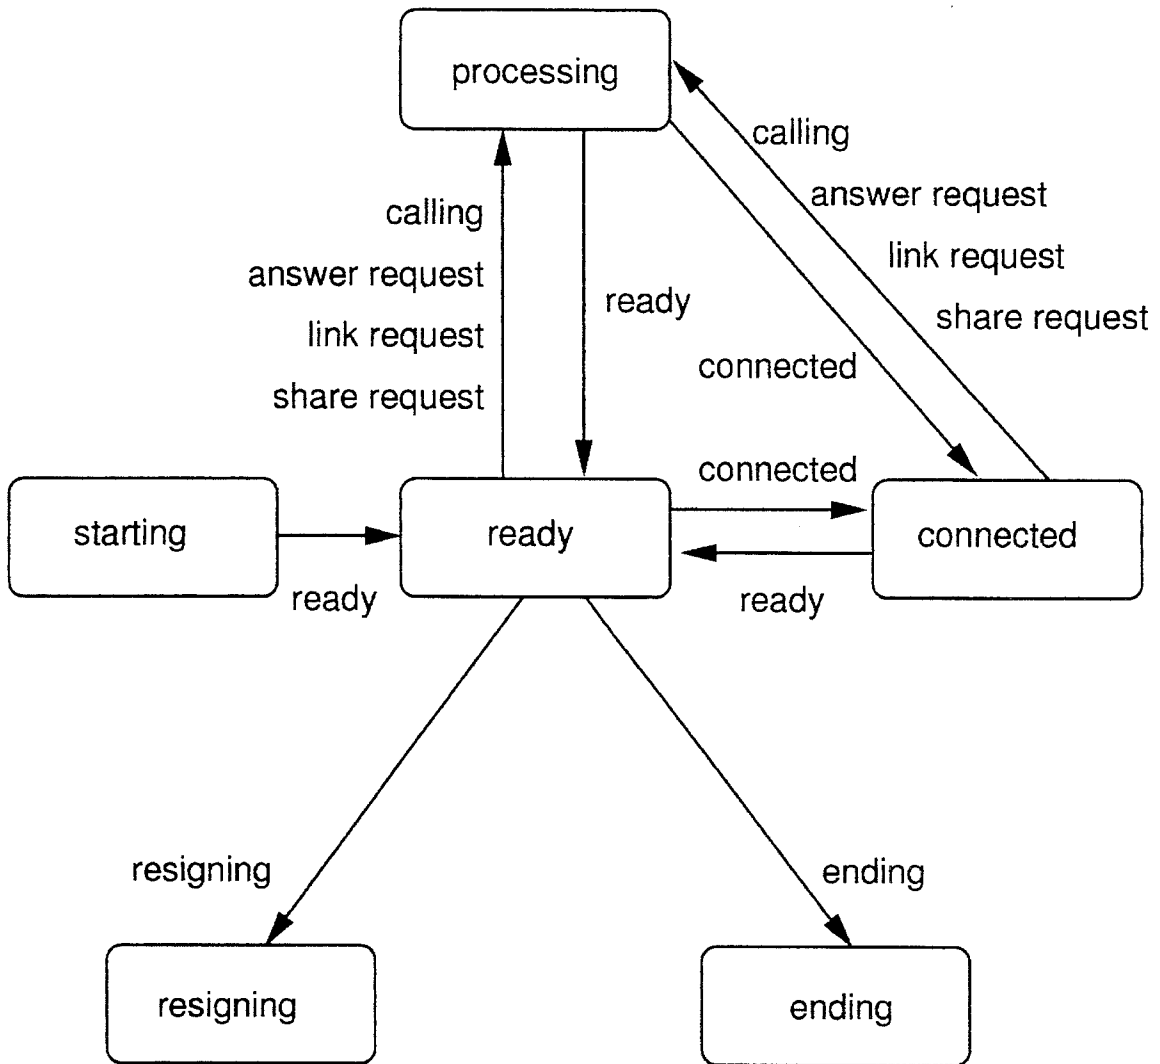 processing
calling
answer request
link request
share request
calling
answer request
link request
share request
ready
connected
connected
starting
ready
connected
ready
ready
resigning
ending
resigning
ending